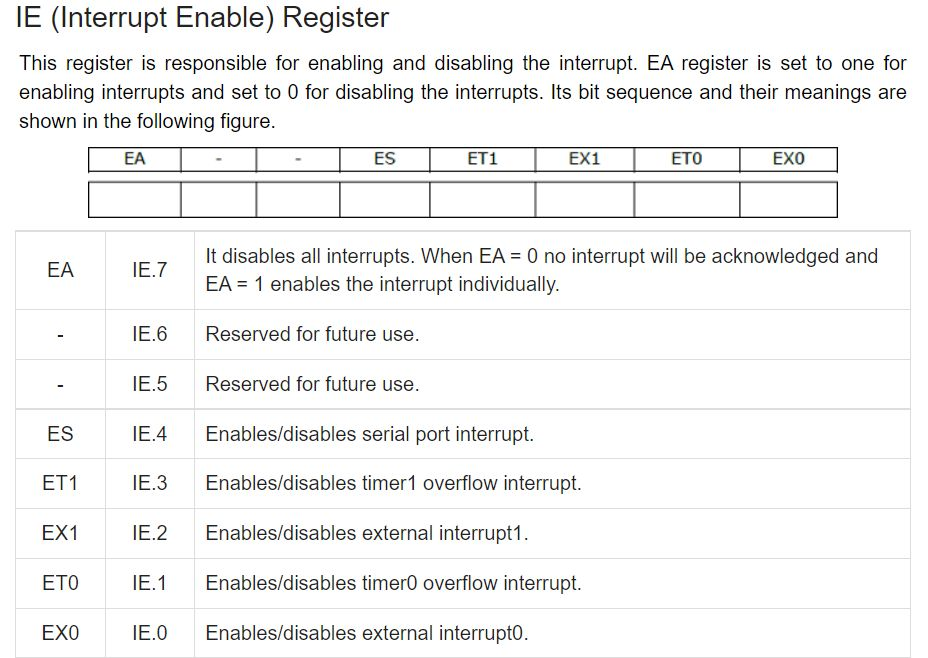 IE (Interrupt Enable) Register
This register is responsible for enabling and disabling the interrupt. EA register is set to one for
enabling interrupts and set to 0 for disabling the interrupts. Its bit sequence and their meanings are
shown in the following figure.
EA - - ES ET1 EX1 ET0 EX0
EA IE.7 It disables all interrupts. When EA = 0 no interrupt will be acknowledged and
EA = 1 enables the interrupt individually.
- IE.6 Reserved for future use.
- IE.5 Reserved for future use.
ES IE.4 Enables/disables serial port interrupt.
ET1 IE.3 Enables/disables timer1 overflow interrupt.
EX1 IE.2 Enables/disables external interrupt1.
ET0 IE.1 Enables/disables timer0 overflow interrupt.
EX0 IE.0 Enables/disables external interrupt0.